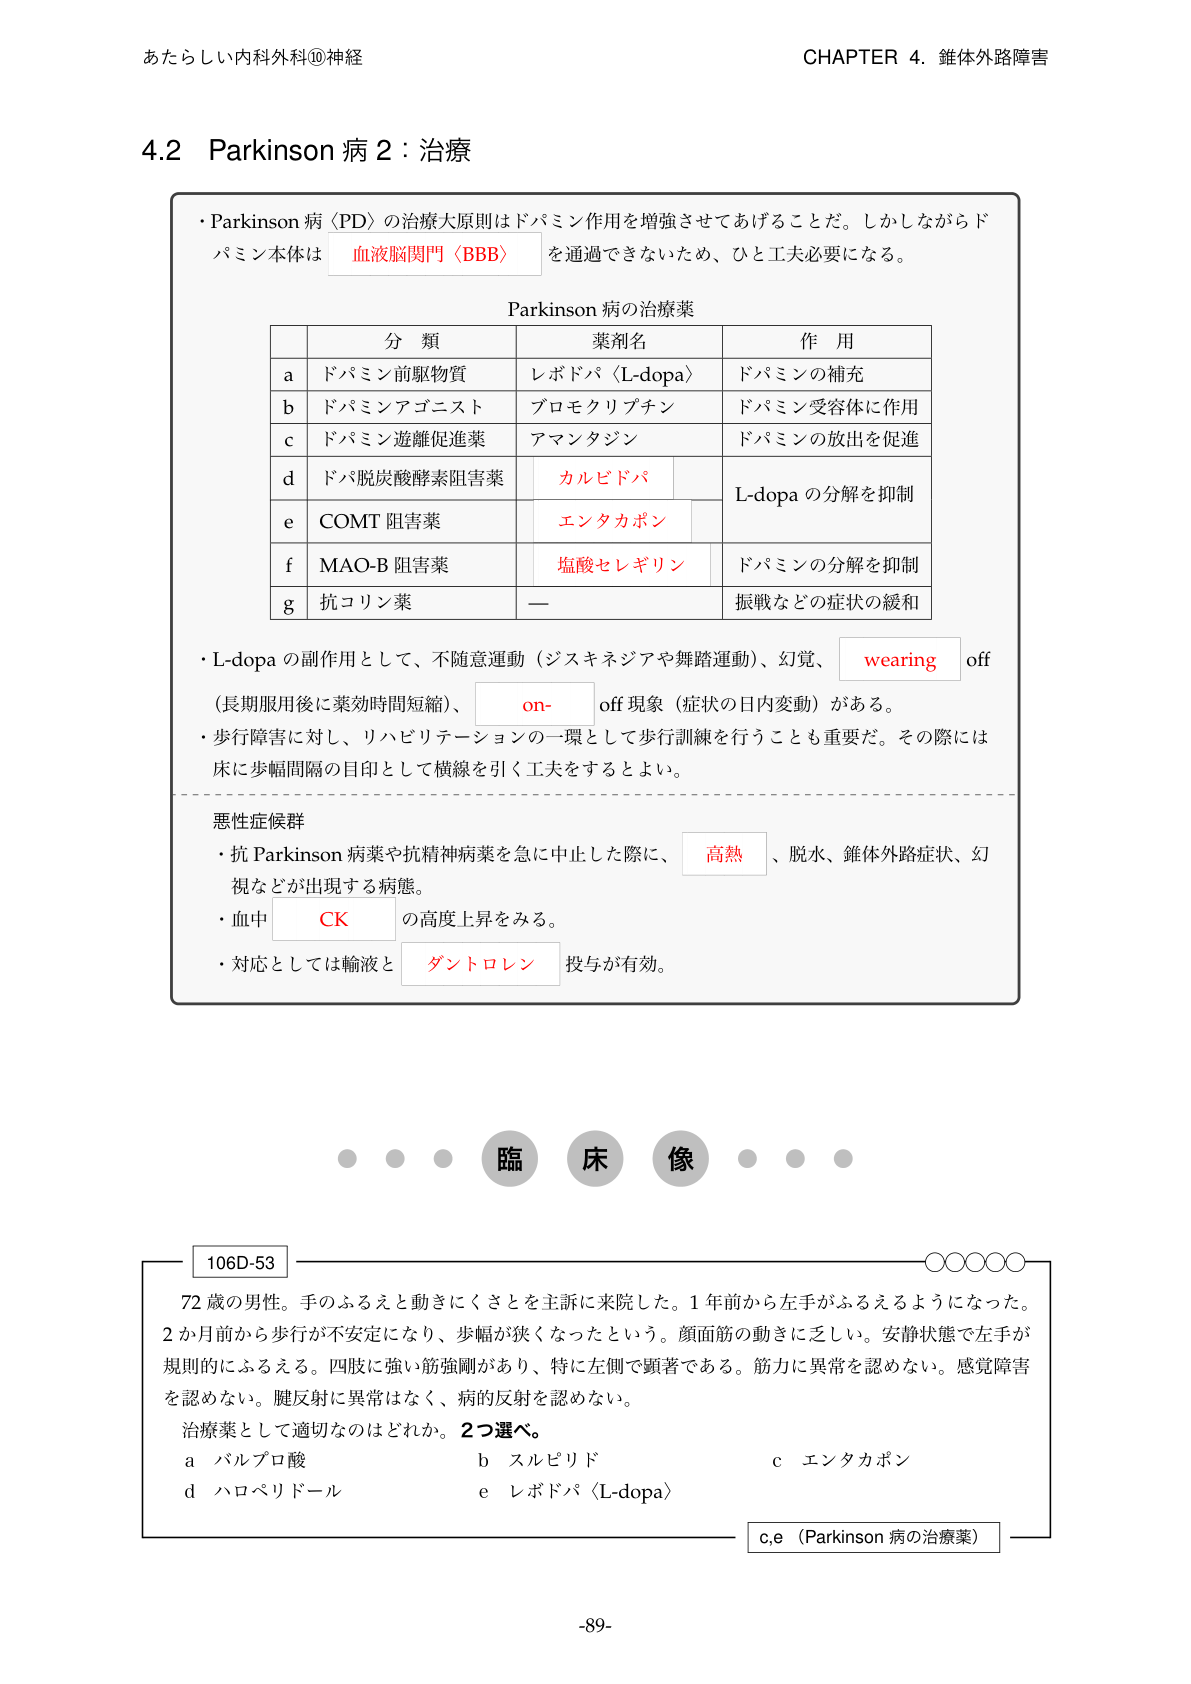 あたらしい内科外科⑩神経
CHAPTER 4. 錐体外路障害
4.2 Parkinson 病 2：治療
・Parkinson 病〈PD〉の治療大原則はドパミン作用を増強させてあげることだ。しかしながらド
パミン本体は 血液脳関門〈BBB〉 を通過できないため、ひと工夫必要になる。
Parkinson 病の治療薬
分 類 薬剤名 作 用
a ドパミン前駆物質 レボドパ〈L-dopa〉 ドパミンの補充
b ドパミンアゴニスト ブロモクリプチン ドパミン受容体に作用
c ドパミン遊離促進薬 アマンタジン ドパミンの放出を促進
d ドパ脱炭酸酵素阻害薬 カルビドパ L-dopa の分解を抑制
e COMT 阻害薬 エンタカポン
f MAO-B 阻害薬 塩酸セレギリン ドパミンの分解を抑制
g 抗コリン薬 — 振戦などの症状の緩和
・L-dopa の副作用として、不随意運動（ジスキネジアや舞踏運動）、幻覚、 wearing off
（長期服用後に薬効時間短縮）、 on- off 現象（症状の日内変動）がある。
・歩行障害に対し、リハビリテーションの一環として歩行訓練を行うことも重要だ。その際には
床に歩幅間隔の目印として横線を引く工夫をするとよい。
悪性症候群
・抗 Parkinson 病薬や抗精神病薬を急に中止した際に、 高熱 、脱水、錐体外路症状、幻
視などが出現する病態。
・血中 CK の高度上昇をみる。
・対応としては輸液と ダントロレン 投与が有効。
臨 床 像
106D-53 ○○○○○
72 歳の男性。手のふるえと動きにくさとを主訴に来院した。1 年前から左手がふるえるようになった。
2 か月前から歩行が不安定になり、歩幅が狭くなったという。顔面筋の動きに乏しい。安静状態で左手が
規則的にふるえる。四肢に強い筋強剛があり、特に左側で顕著である。筋力に異常を認めない。感覚障害
を認めない。腱反射に異常はなく、病的反射を認めない。
治療薬として適切なのはどれか。2つ選べ。
a バルプロ酸 b スルピリド c エンタカポン
d ハロペリドール e レボドパ〈L-dopa〉
c,e （Parkinson 病の治療薬）
-89-